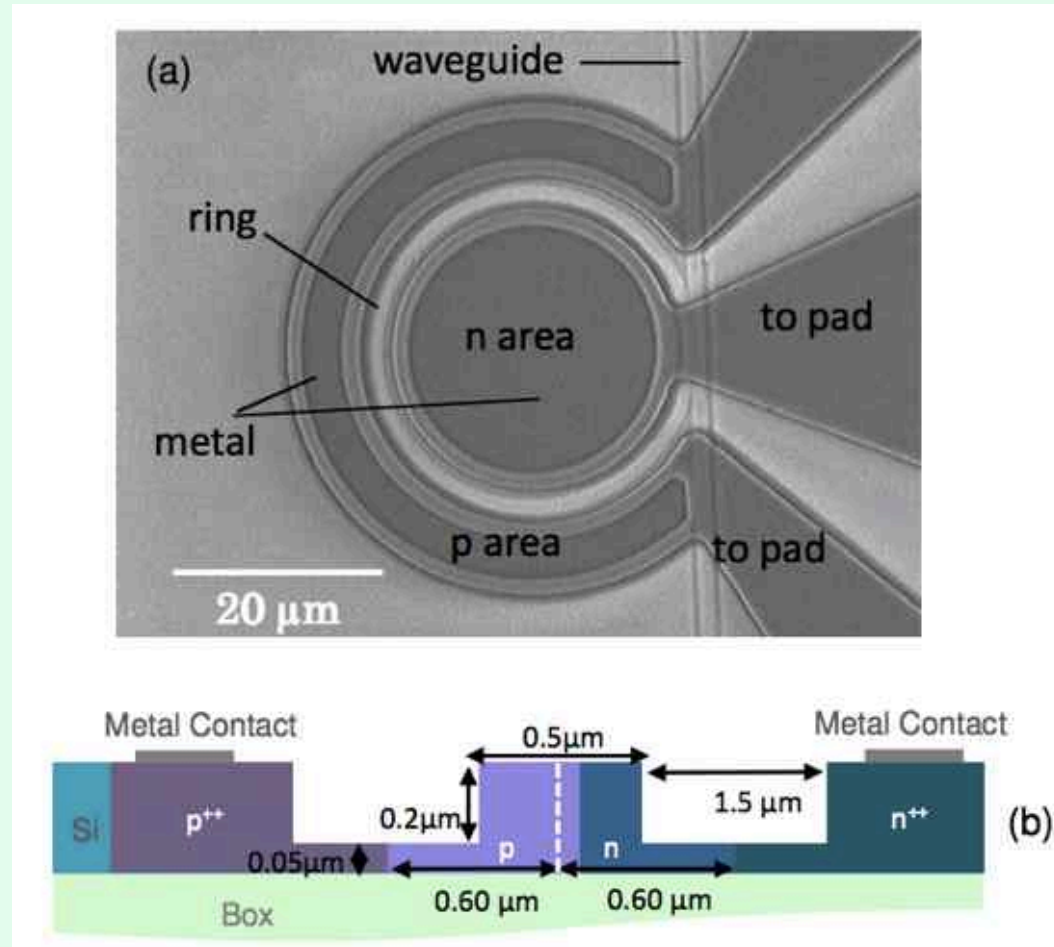 (a)
waveguide
ring
n area
to pad
metal
p area
to pad
20 µm
Metal Contact
Metal Contact
0.5µm
1.5 µm
Si
p++
0.2µm
n++
(b)
0.05µm
p
n
0.60 µm
0.60 µm
Box